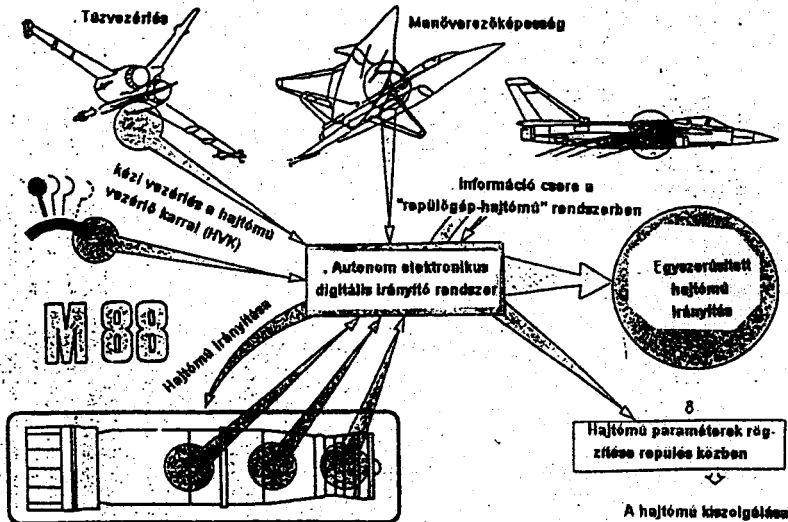 Tűzvezérlés
Manőverezőképesség
kézi vezérlés a hajtómű
vezérlő karral (HVK)
Információ csere a
"repülőgép-hajtómű" rendszerben
Autonom elektronikus
digitális irányító rendszer
Egyszerűsített
hajtómű
irányítás
M 88
Hajtómű irányítása
8
Hajtómű paraméterek rög-
zítése repülés közben
A hajtómű kiszolgálása